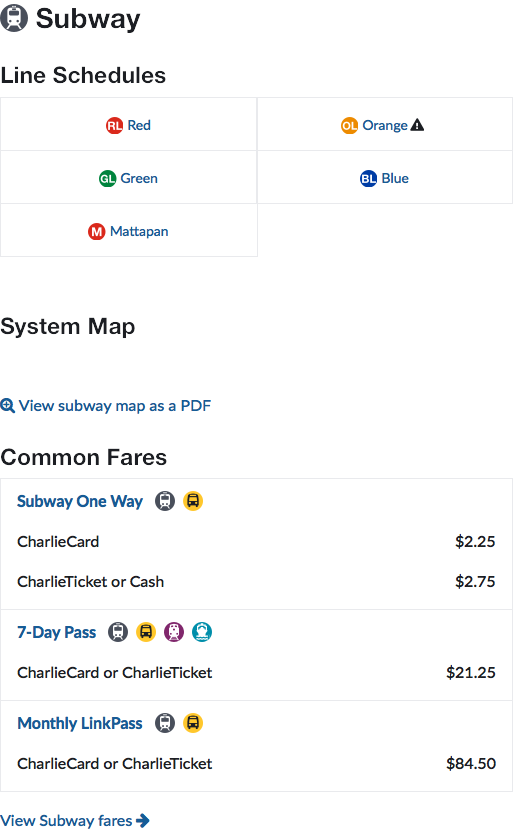 Subway
Line Schedules
RL Red
OL Orange
GL Green
BL Blue
M Mattapan
System Map
View subway map as a PDF
Common Fares
Subway One Way
CharlieCard $2.25
CharlieTicket or Cash $2.75
7-Day Pass
CharlieCard or CharlieTicket $21.25
Monthly LinkPass
CharlieCard or CharlieTicket $84.50
View Subway fares